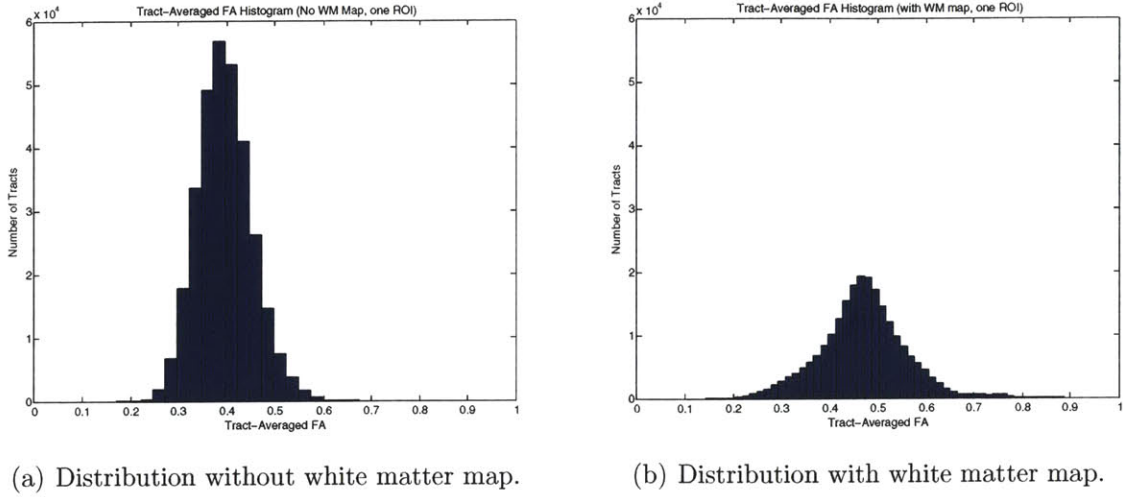 Tract-Averaged FA Histogram (No WM Map, one ROI)
x 10⁴
6
5
4
3
2
1
0
Number of Tracts
0 0.1 0.2 0.3 0.4 0.5 0.6 0.7 0.8 0.9 1
Tract-Averaged FA
(a) Distribution without white matter map.
Tract-Averaged FA Histogram (with WM map, one ROI)
x 10⁴
6
5
4
3
2
1
0
Number of Tracts
0 0.1 0.2 0.3 0.4 0.5 0.6 0.7 0.8 0.9 1
Tract-Averaged FA
(b) Distribution with white matter map.